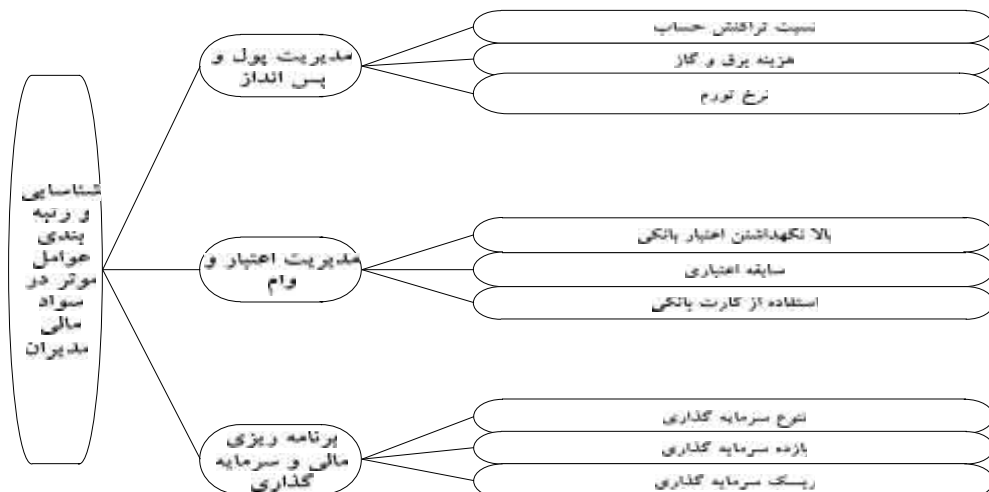 شناسایی
و رتبه
بندی
عوامل
موثر در
سواد
مالی
مدیران
مدیریت پول و
پس انداز
نسبت تراکنش حساب
هزینه برق و گاز
نرخ تورم
مدیریت اعتبار و
وام
بالا نگهداشتن اعتبار بانکی
سابقه اعتباری
استفاده از کارت بانکی
برنامه ریزی
مالی و سرمایه
گذاری
تنوع سرمایه گذاری
بازده سرمایه گذاری
ریسک سرمایه گذاری